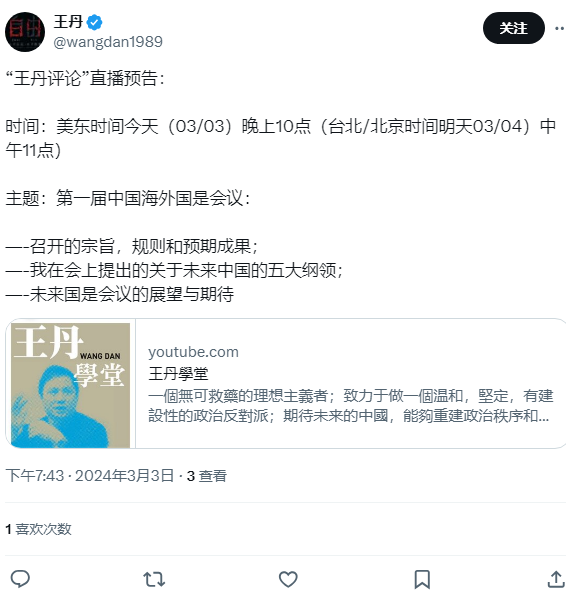 王丹
@wangdan1989
关注
“王丹评论”直播预告：
时间：美东时间今天（03/03）晚上10点（台北/北京时间明天03/04）中
午11点）
主题：第一届中国海外国是会议：
—-召开的宗旨，规则和预期成果；
—-我在会上提出的关于未来中国的五大纲领；
—-未来国是会议的展望与期待
王丹
WANG DAN
學堂
youtube.com
王丹學堂
一個無可救藥的理想主義者；致力于做一個温和，堅定，有建
設性的政治反對派；期待未來的中國，能夠重建政治秩序和...
下午7:43 · 2024年3月3日 · 3 查看
1 喜欢次数